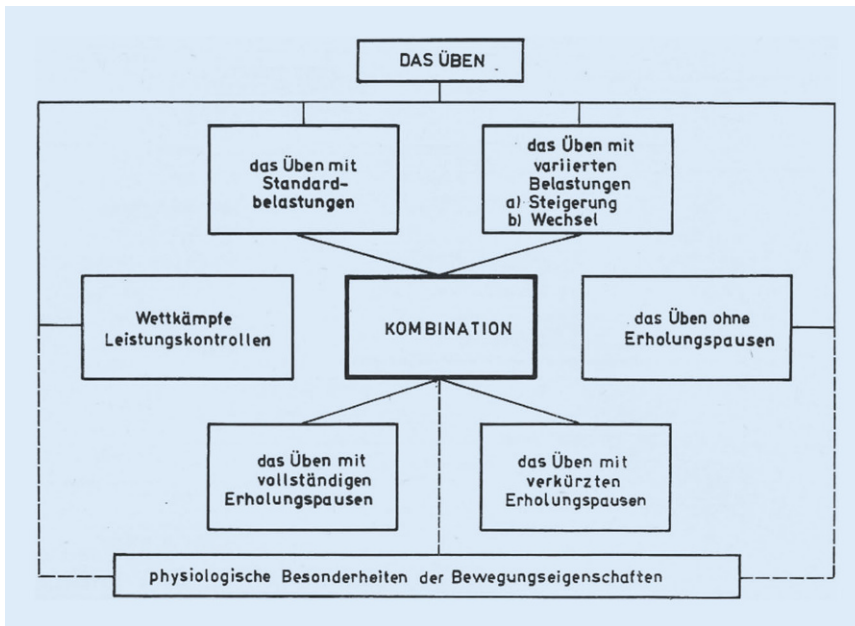 DAS ÜBEN
das Üben mit
Standard-
belastungen
das Üben mit
variierten
Belastungen
a) Steigerung
b) Wechsel
Wettkämpfe
Leistungskontrollen
KOMBINATION
das Üben ohne
Erholungspausen
das Üben mit
vollständigen
Erholungspausen
das Üben mit
verkürzten
Erholungspausen
physiologische Besonderheiten der Bewegungseigenschaften